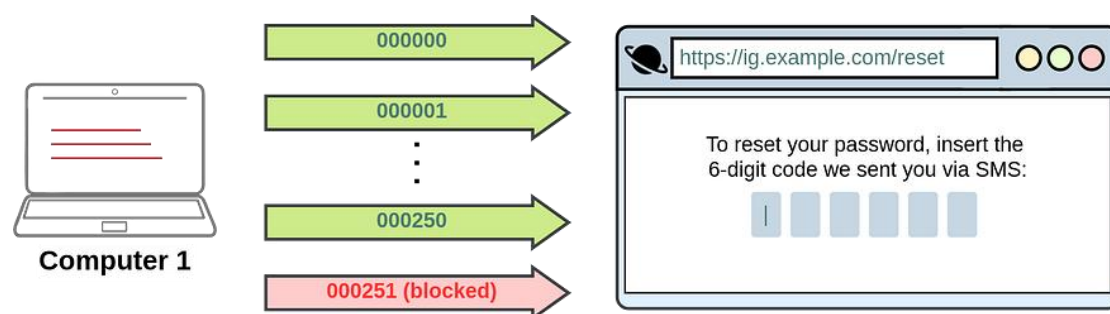 000000
https://ig.example.com/reset
000001
To reset your password, insert the
6-digit code we sent you via SMS:
000250
Computer 1
000251 (blocked)